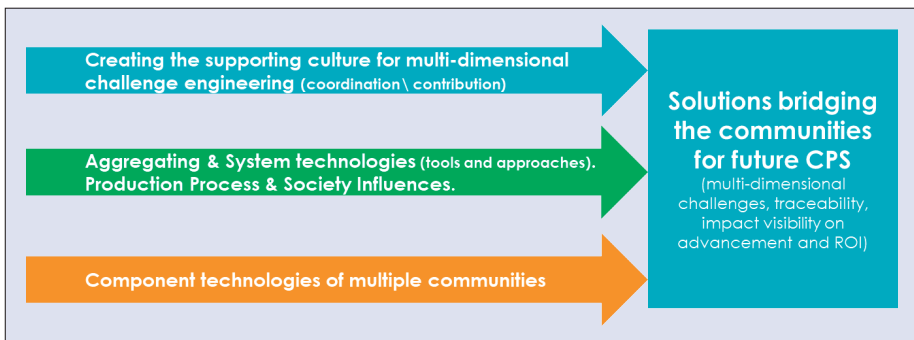 Creating the supporting culture for multi-dimensional
challenge engineering (coordination \ contribution)
Aggregating & System technologies (tools and approaches).
Production Process & Society Influences.
Component technologies of multiple communities
Solutions bridging
the communities
for future CPS
(multi-dimensional
challenges, traceability,
impact visibility on
advancement and ROI)